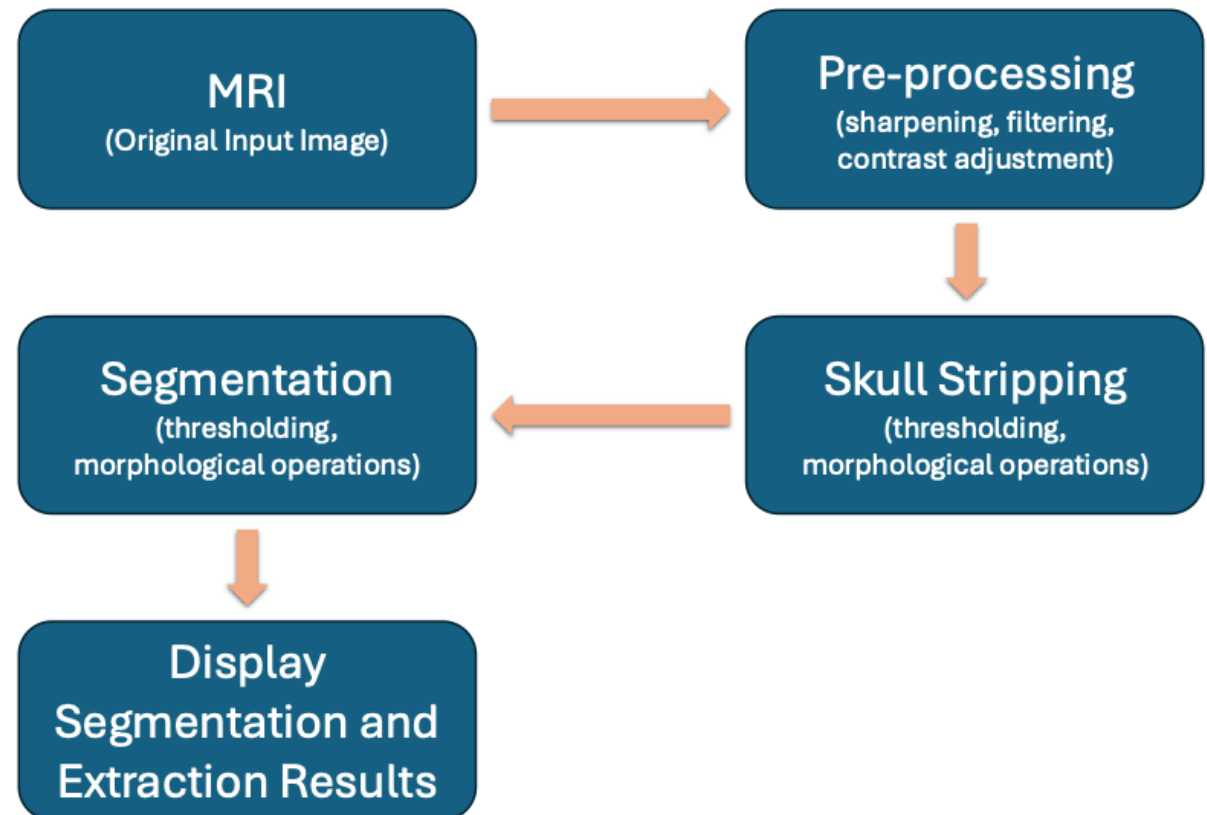 MRI
(Original Input Image)
Pre-processing
(sharpening, filtering,
contrast adjustment)
Skull Stripping
(thresholding,
morphological operations)
Segmentation
(thresholding,
morphological operations)
Display
Segmentation and
Extraction Results